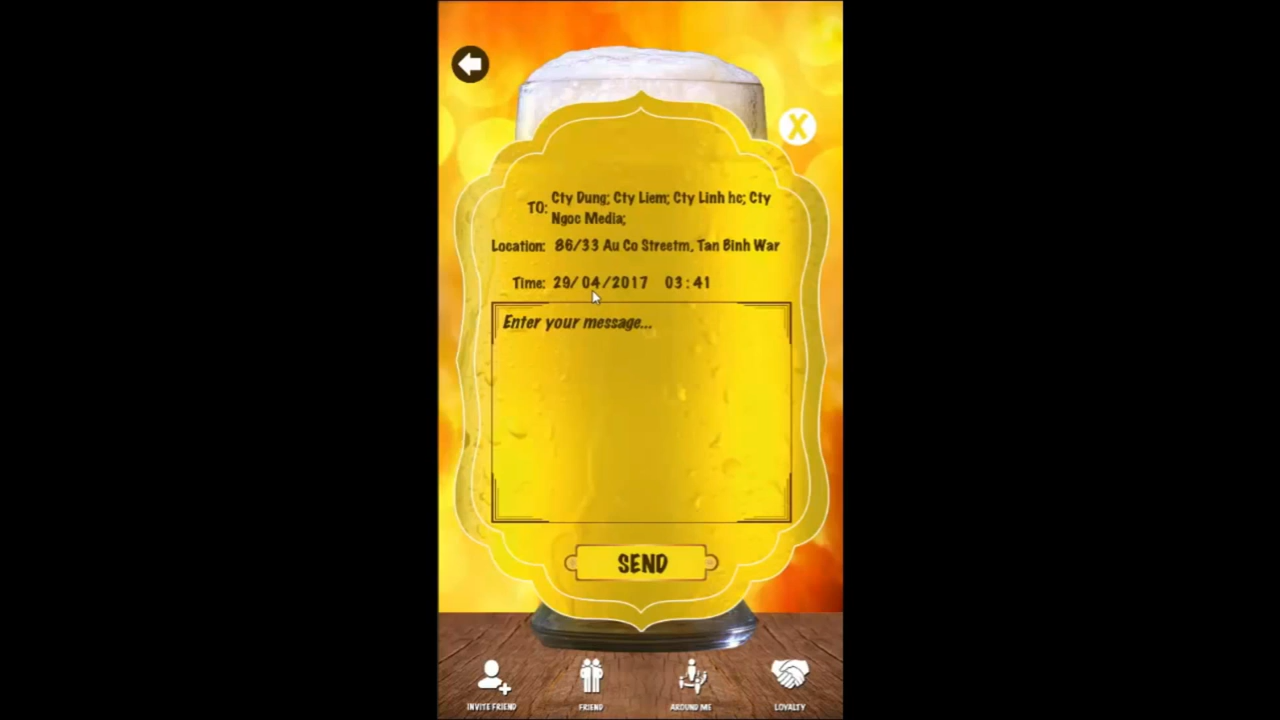 X
TO: Cty Dung; Cty Liem; Cty Linh hc; Cty
Ngoc Media;
Location: 86/33 Au Co Streetm, Tan Binh War
Time: 29/ 04/2017 03:41
Enter your message...
SEND
INVITE FRIEND
FRIEND
AROUND ME
LOYALTY